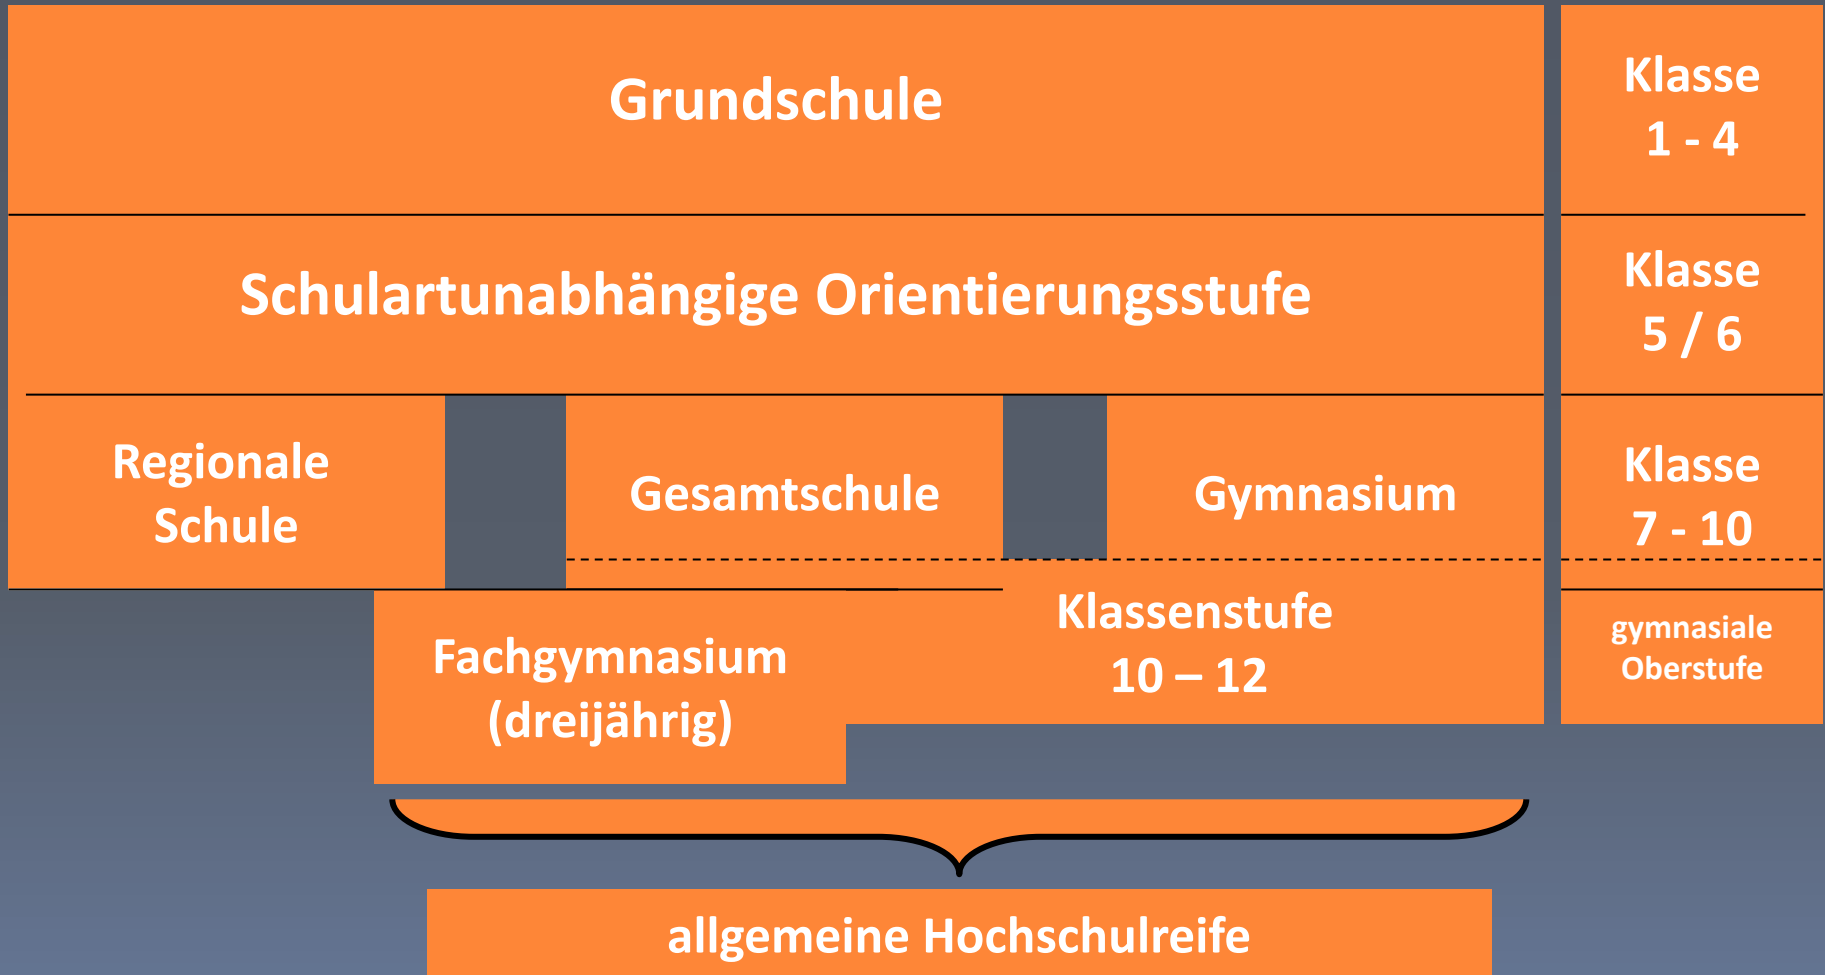 Grundschule
Klasse
1 - 4
Schulartunabhängige Orientierungsstufe
Klasse
5 / 6
Regionale
Schule
Gesamtschule
Gymnasium
Klasse
7 - 10
Fachgymnasium
(dreijährig)
Klassenstufe
10 – 12
gymnasiale
Oberstufe
allgemeine Hochschulreife